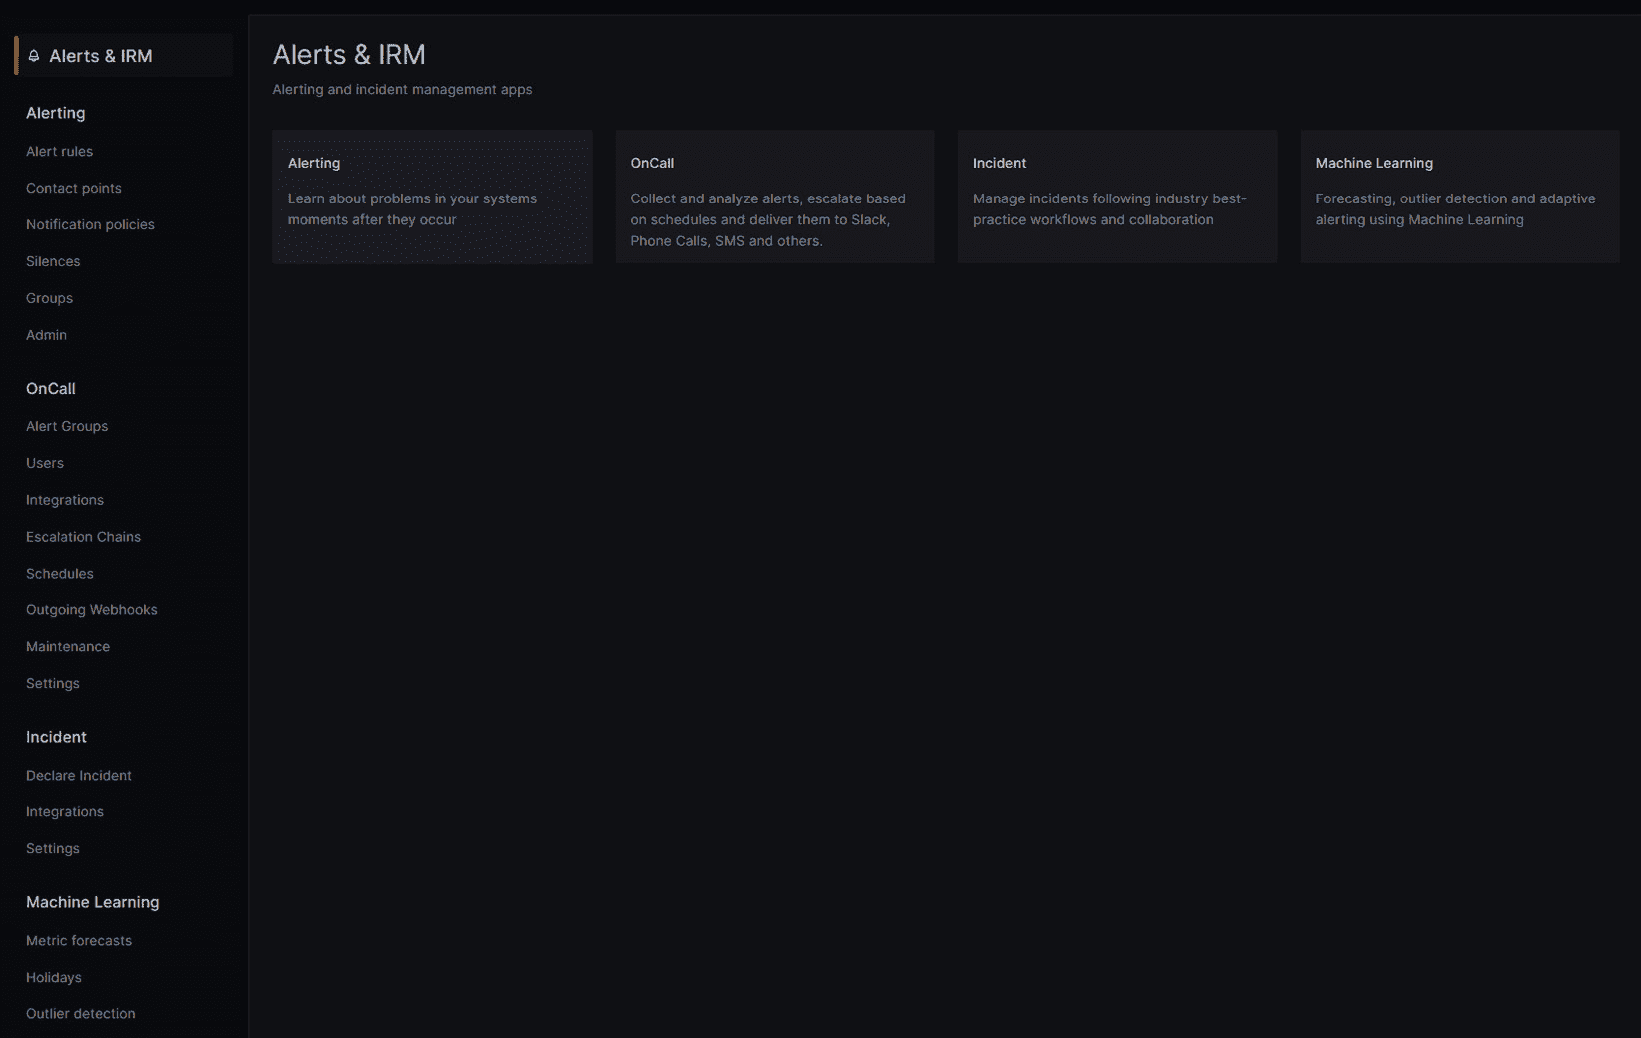 Alerts & IRM
Alerting
Alert rules
Contact points
Notification policies
Silences
Groups
Admin
OnCall
Alert Groups
Users
Integrations
Escalation Chains
Schedules
Outgoing Webhooks
Maintenance
Settings
Incident
Declare Incident
Integrations
Settings
Machine Learning
Metric forecasts
Holidays
Outlier detection
Alerts & IRM
Alerting and incident management apps
Alerting
Learn about problems in your systems
moments after they occur
OnCall
Collect and analyze alerts, escalate based
on schedules and deliver them to Slack,
Phone Calls, SMS and others.
Incident
Manage incidents following industry best-
practice workflows and collaboration
Machine Learning
Forecasting, outlier detection and adaptive
alerting using Machine Learning